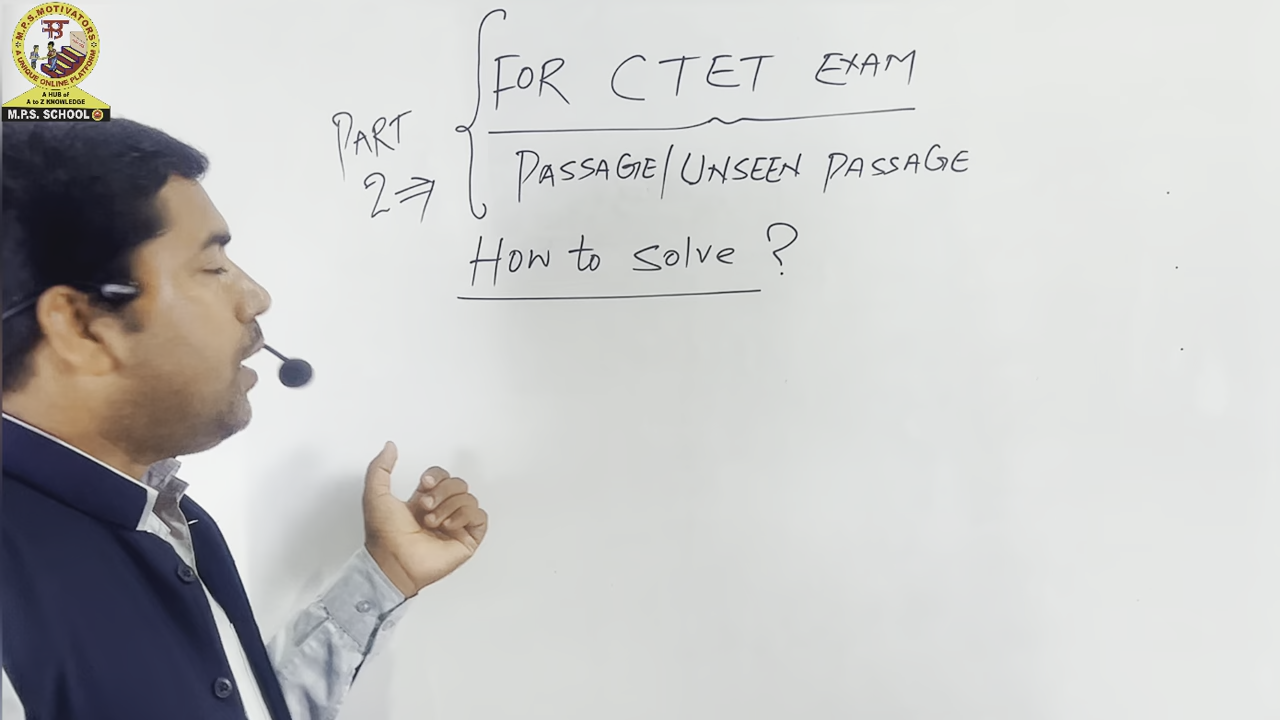 M.P.S.MOTIVATORS
A UNIQUE ONLINE PLATFORM
A HUB of
A to Z KNOWLEDGE
M.P.S. SCHOOL
FOR CTET EXAM
PART
2⇒
PASSAGE/UNSEEN PASSAGE
How to solve ?